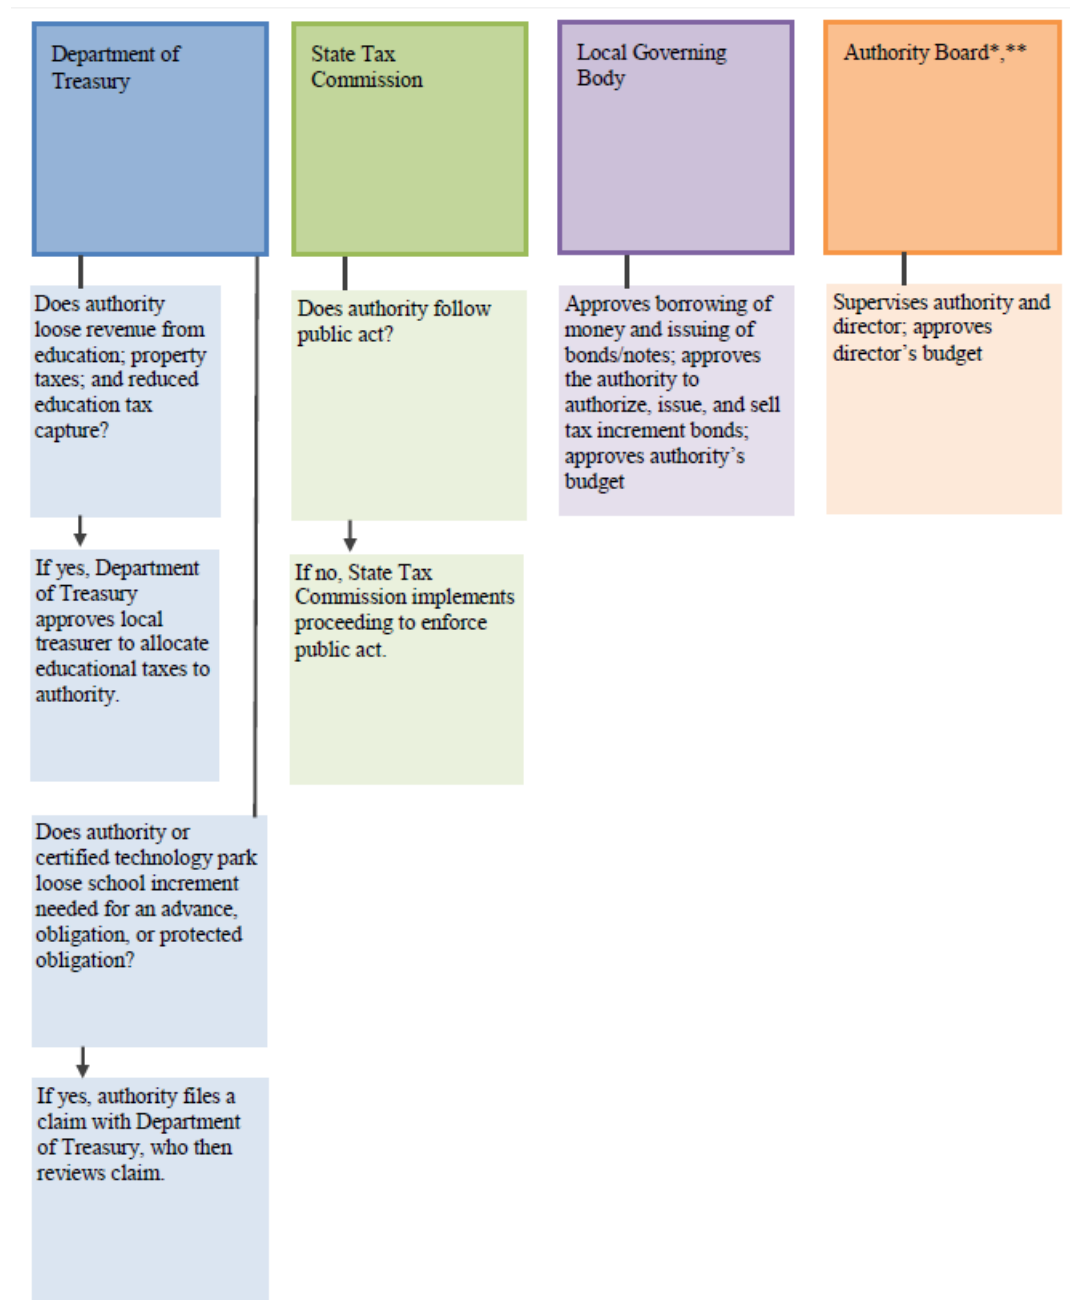 Department of
Treasury
State Tax
Commission
Local Governing
Body
Authority Board*,**
Does authority
loose revenue from
education; property
taxes; and reduced
education tax
capture?
Does authority follow
public act?
Approves borrowing of
money and issuing of
bonds/notes; approves
the authority to
authorize, issue, and sell
tax increment bonds;
approves authority’s
budget
Supervises authority and
director; approves
director’s budget
If yes, Department
of Treasury
approves local
treasurer to allocate
educational taxes to
authority.
If no, State Tax
Commission implements
proceeding to enforce
public act.
Does authority or
certified technology park
loose school increment
needed for an advance,
obligation, or protected
obligation?
If yes, authority files a
claim with Department
of Treasury, who then
reviews claim.